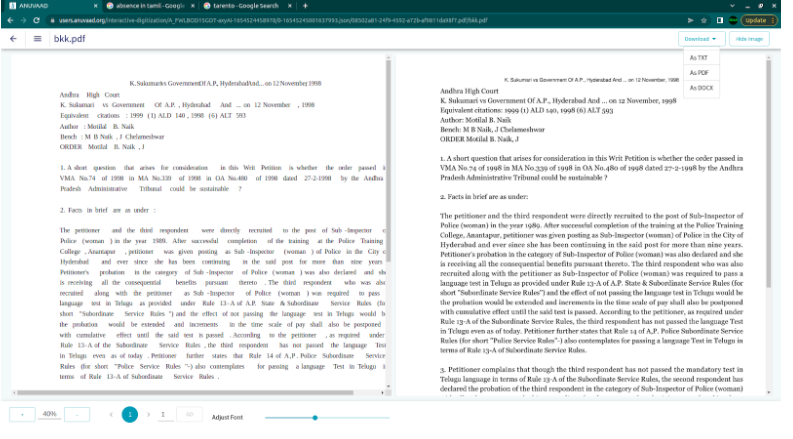 ANUVAAD
absence in tamil - Google
tarento - Google Search
Update
bkk.pdf
Download
Hide Image
As TXT
As PDF
As DOCX
K.Sukumari vs Government Of A.P., Hyderabad And... on 12 November 1998
Andhra High Court
K. Sukumari vs Government Of A.P. , Hyderabad And ... on 12 November , 1998
Equivalent citations : 1999 (1) ALD 140 , 1998 (6) ALT 593
Author : Motilal B. Naik
Bench : M B Naik , J Chelameshwar
ORDER Motilal B. Naik , J
1. A short question that arises for consideration in this Writ Petition is whether the order passed i
VMA No.74 of 1998 in MA No.339 of 1998 in OA No.480 of 1998 dated 27-2-1998 by the Andhra
Pradesh Administrative Tribunal could be sustainable ?
2. Facts in brief are as under :
The petitioner and the third respondent were directly recruited to the post of Sub -Inspector o
Police (woman ) in the year 1989. After successful completion of the training at the Police Training
College , Anantapur , petitioner was given posting as Sub -Inspector (woman ) of Police in the City o
Hyderabad and ever since she has been continuing in the said post for more than nine years
Petitioner's probation in the category of Sub -Inspector of Police (woman ) was also declared and sh
is receiving all the consequential benefits pursuant thereto . The third respondent who was also
recruited along with the petitioner as Sub -Inspector of Police (woman ) was required to pass
language test in Telugu as provided under Rule 13-A of A.P. State & Subordinate Service Rules (fo
short "Subordinate Service Rules ") and the effect of not passing the language test in Telugu would b
the probation would be extended and increments in the time scale of pay shall also be postponed
with cumulative effect until the said test is passed . According to the petitioner , as required under
Rule 13-A of the Subordinate Service Rules , the third respondent has not passed the language Test
in Telugu even as of today . Petitioner further states that Rule 14 of A.P. Police Subordinate Service
Rules (for short "Police Service Rules "-) also contemplates for passing a language Test in Telugu i
terms of Rule 13-A of Subordinate Service Rules .
K. Sukumari vs Government Of A.P., Hyderabad And ... on 12 November, 1998
Andhra High Court
K. Sukumari vs Government Of A.P., Hyderabad And ... on 12 November, 1998
Equivalent citations: 1999 (1) ALD 140, 1998 (6) ALT 593
Author: Motilal B. Naik
Bench: M B Naik, J Chelameshwar
ORDER Motilal B. Naik, J
1. A short question that arises for consideration in this Writ Petition is whether the order passed in
VMA No.74 of 1998 in MA No.339 of 1998 in OA No.480 of 1998 dated 27-2-1998 by the Andhra
Pradesh Administrative Tribunal could be sustainable ?
2. Facts in brief are as under:
The petitioner and the third respondent were directly recruited to the post of Sub-Inspector of
Police (woman) in the year 1989. After successful completion of the training at the Police Training
College, Anantapur, petitioner was given posting as Sub-Inspector (woman) of Police in the City of
Hyderabad and ever since she has been continuing in the said post for more than nine years.
Petitioner's probation in the category of Sub-Inspector of Police (woman) was also declared and she
is receiving all the consequential benefits pursuant thereto. The third respondent who was also
recruited along with the petitioner as Sub-Inspector of Police (woman) was required to pass a
language test in Telugu as provided under Rule 13-A of A.P. State & Subordinate Service Rules (for
short "Subordinate Service Rules") and the effect of not passing the language test in Telugu would be
the probation would be extended and increments in the time scale of pay shall also be postponed
with cumulative effect until the said test is passed. According to the petitioner, as required under
Rule 13-A of the Subordinate Service Rules, the third respondent has not passed the language Test
in Telugu even as of today. Petitioner further states that Rule 14 of A.P. Police Subordinate Service
Rules (for short "Police Service Rules"-) also contemplates for passing a language Test in Telugu in
terms of Rule 13-A of Subordinate Service Rules.
3. Petitioner complains that though the third respondent has not passed the mandatory test in
Telugu language in terms of Rule 13-A of the Subordinate Service Rules, the second respondent has
declared the probation of the third respondent in the category of Sub-Inspector of Police (woman)
40%
1
1
GO
Adjust Font